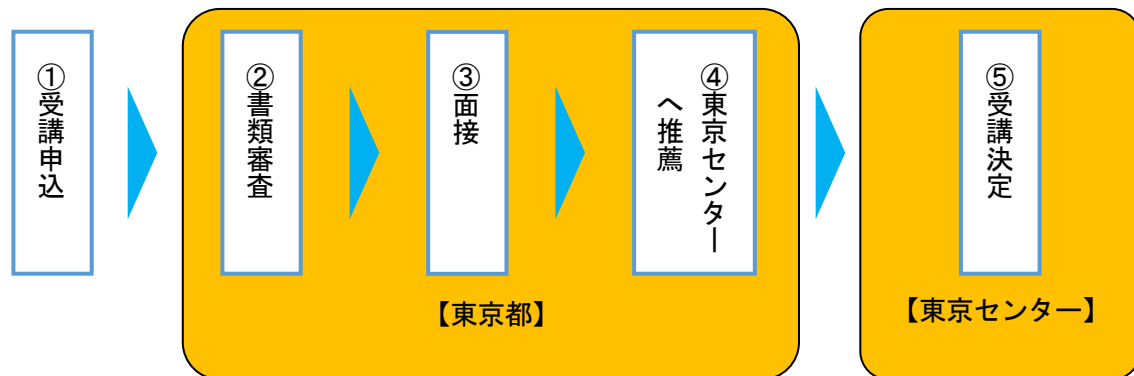 ①受講申込
②書類審査
③面接
④東京センター
へ推薦
⑤受講決定
【東京都】
【東京センター】